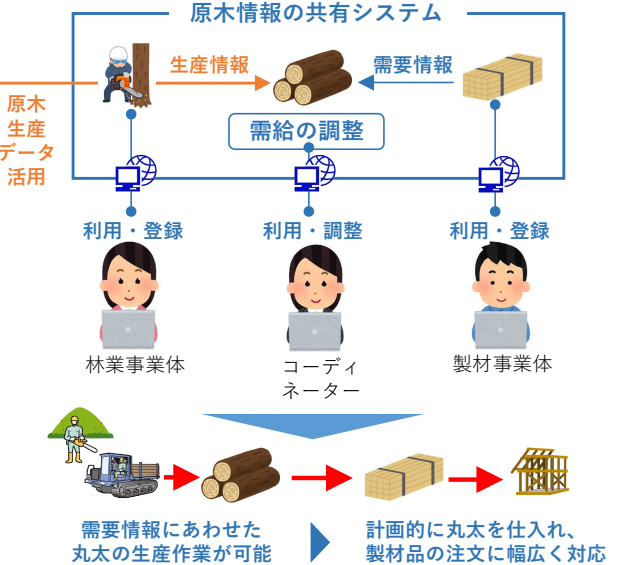 原木情報の共有システム
生産情報
需要情報
原木
生産
データ
活用
需給の調整
利用・登録
利用・調整
利用・登録
林業事業体
コーディ
ネーター
製材事業体
需要情報にあわせた
丸太の生産作業が可能
計画的に丸太を仕入れ、
製材品の注文に幅広く対応